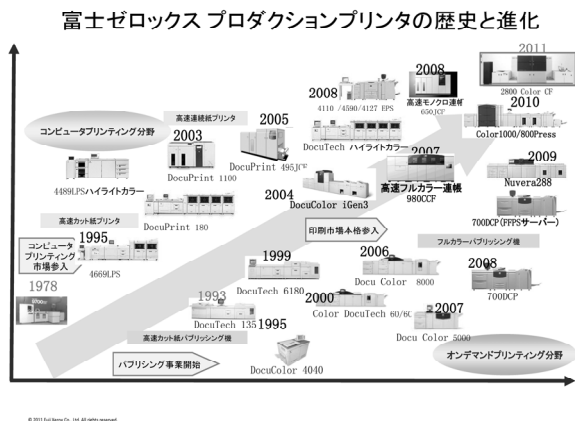 富士ゼロックス プロダクションプリンタの歴史と進化
2011
2800 Color CF
2008
4110 /4590/4127 EPS
2008
高速モノクロ連帳
650JCF
2010
Color1000/800Press
コンピュータプリンティング分野
高速連続紙プリンタ
2003
DocuPrint 1100
2005
DocuPrint 495JCF
DocuTech ハイライトカラー
2007
高速フルカラー連帳
980CCF
2009
Nuvera288
4489LPSハイライトカラー
2004
DocuColor iGen3
高速カット紙プリンタ
DocuPrint 180
700DCP(FFPSサーバー)
印刷市場本格参入
フルカラーパブリッシング機
コンピュータ
プリンティング
市場参入
1995
4669LPS
1999
DocuTech 6180
2006
Docu Color 8000
2008
700DCP
1978
1993
DocuTech 135
2000
Color DocuTech 60/60
2007
Docu Color 5000
高速カット紙パブリッシング機
1995
DocuColor 4040
パブリシング事業開始
オンデマンドプリンティング分野
© 2011 Fuji Xerox Co., Ltd. All rights reserved.